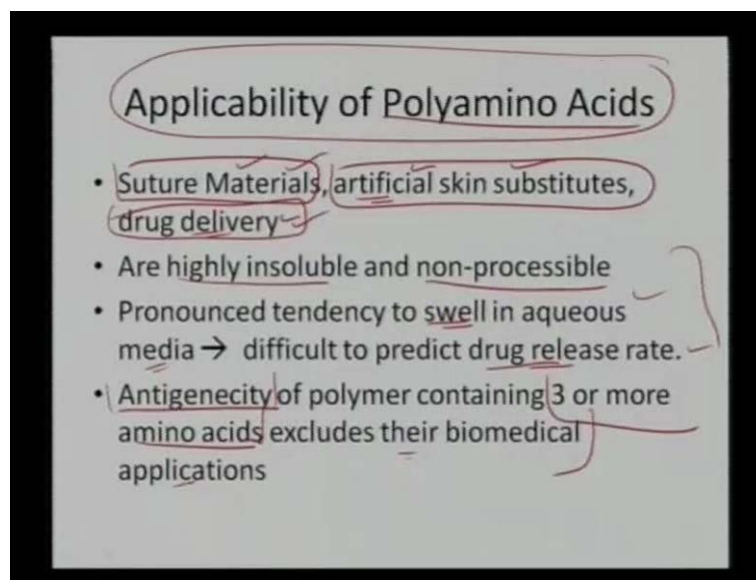 Applicability of Polyamino Acids
• Suture Materials, artificial skin substitutes,
drug delivery
• Are highly insoluble and non-processible
• Pronounced tendency to swell in aqueous
media → difficult to predict drug release rate.
• Antigenecity of polymer containing 3 or more
amino acids excludes their biomedical
applications